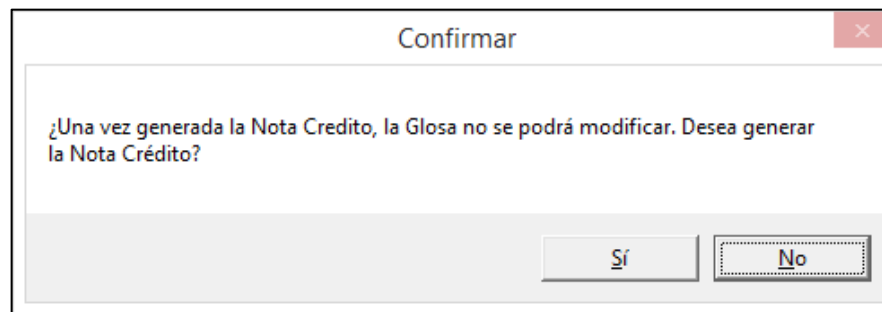 Confirmar
¿Una vez generada la Nota Credito, la Glosa no se podrá modificar. Desea generar
la Nota Crédito?
Sí
No